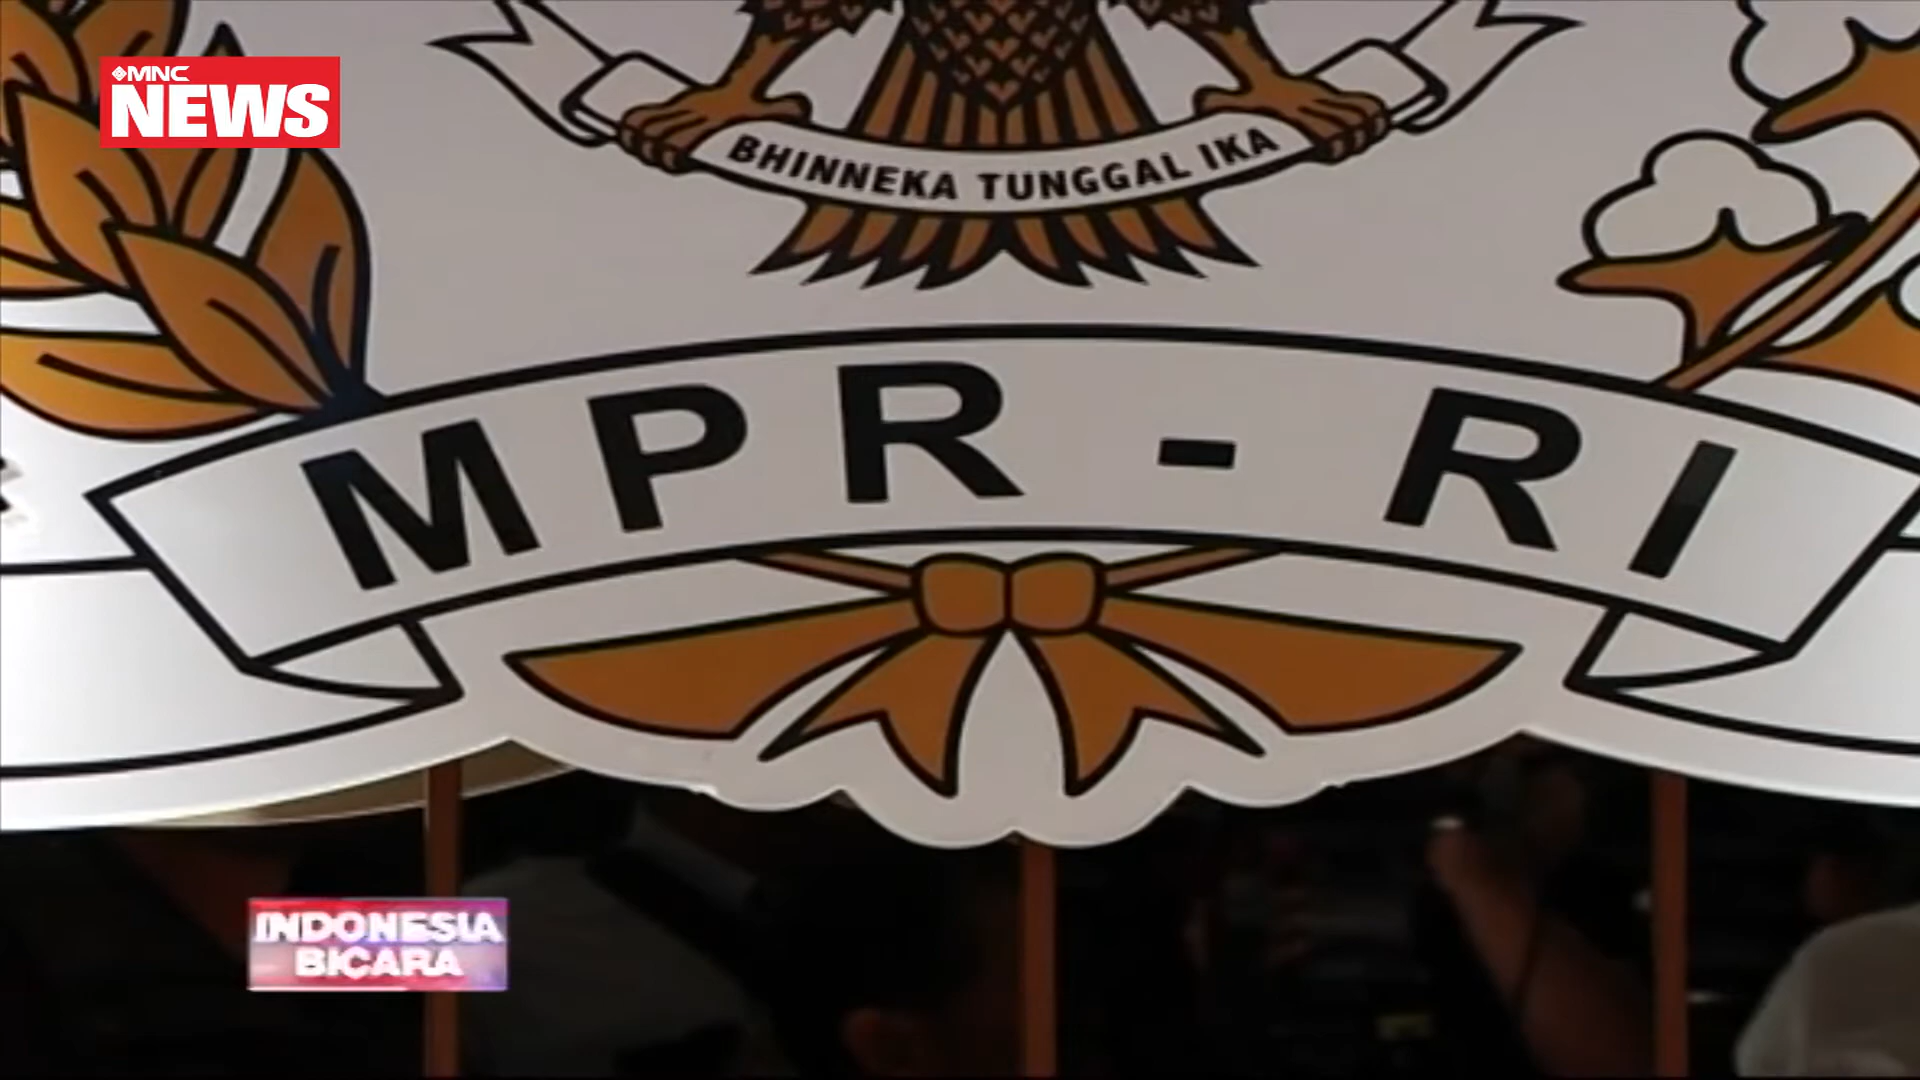 MNC
NEWS
BHINNEKA TUNGGAL IKA
MPR - RI
INDONESIA
BICARA